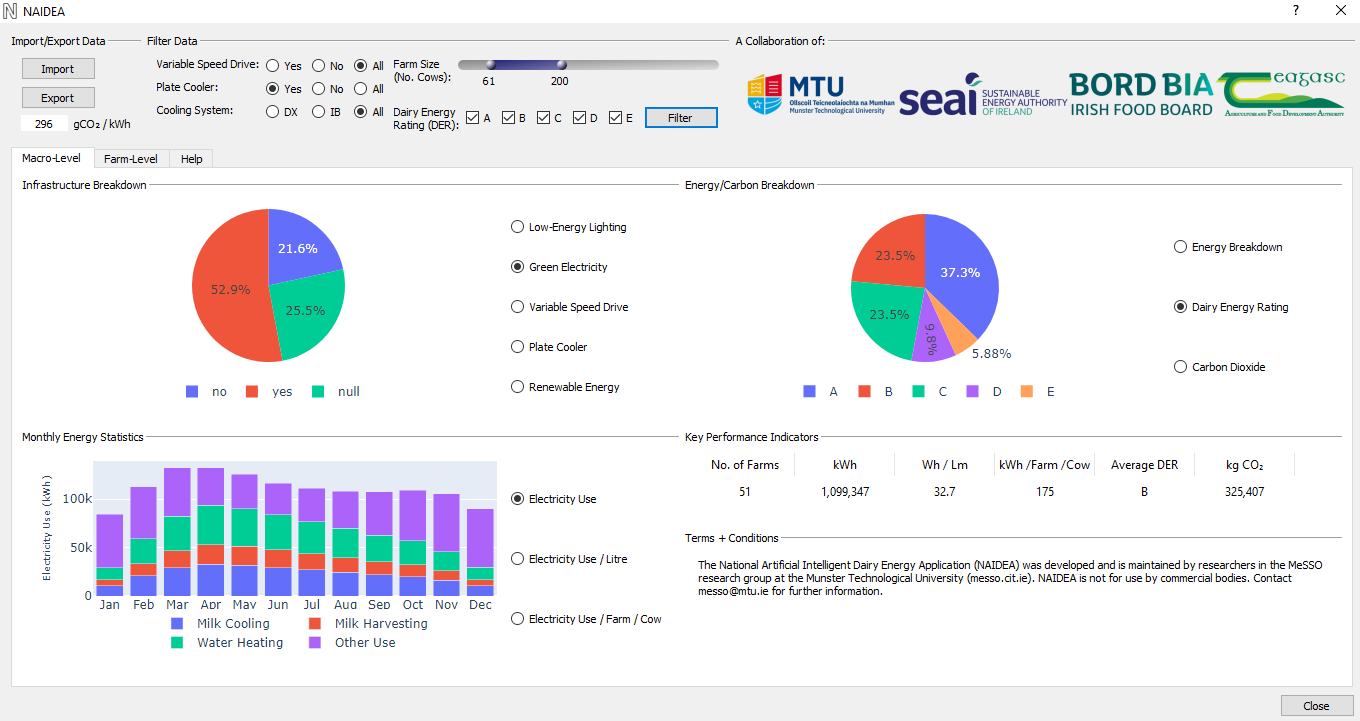 NAIDEA
?
Import/Export Data
Import
Export
296 gCO₂ / kWh
Filter Data
Variable Speed Drive: Yes No All
Plate Cooler: Yes No All
Cooling System: DX IB All
Farm Size
(No. Cows):
61 200
Dairy Energy
Rating (DER): A B C D E
Filter
A Collaboration of:
MTU
Ollscoil Teicneolaíochta na Mumhan
Munster Technological University
seai
SUSTAINABLE
ENERGY AUTHORITY
OF IRELAND
BORD BIA
IRISH FOOD BOARD
eagasc
AGRICULTURE AND FOOD DEVELOPMENT AUTHORITY
Macro-Level Farm-Level Help
Infrastructure Breakdown
21.6%
52.9%
25.5%
no yes null
Low-Energy Lighting
Green Electricity
Variable Speed Drive
Plate Cooler
Renewable Energy
Energy/Carbon Breakdown
23.5%
37.3%
23.5%
9.8%
5.88%
A B C D E
Energy Breakdown
Dairy Energy Rating
Carbon Dioxide
Monthly Energy Statistics
Electricity Use (kWh)
100k
50k
0
Jan Feb Mar Apr May Jun Jul Aug Sep Oct Nov Dec
Milk Cooling Milk Harvesting
Water Heating Other Use
Electricity Use
Electricity Use / Litre
Electricity Use / Farm / Cow
Key Performance Indicators
No. of Farms kWh Wh / Lm kWh /Farm /Cow Average DER kg CO₂
51 1,099,347 32.7 175 B 325,407
Terms + Conditions
The National Artificial Intelligent Dairy Energy Application (NAIDEA) was developed and is maintained by researchers in the MeSSO
research group at the Munster Technological University (messo.cit.ie). NAIDEA is not for use by commercial bodies. Contact
messo@mtu.ie for further information.
Close